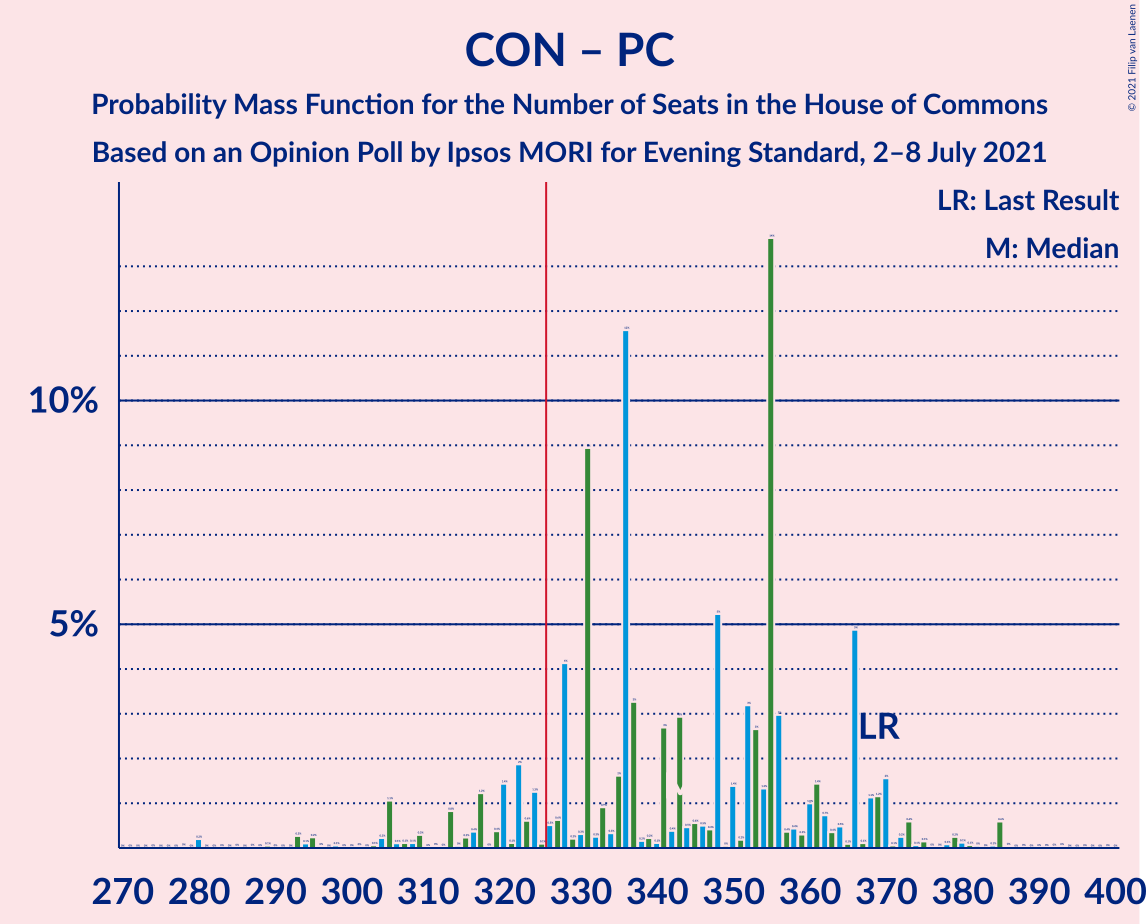 CON – PC
Probability Mass Function for the Number of Seats in the House of Commons
Based on an Opinion Poll by Ipsos MORI for Evening Standard, 2–8 July 2021
© 2021 Filip van Laenen
LR: Last Result
M: Median
10%
5%
LR
270 280 290 300 310 320 330 340 350 360 370 380 390 400